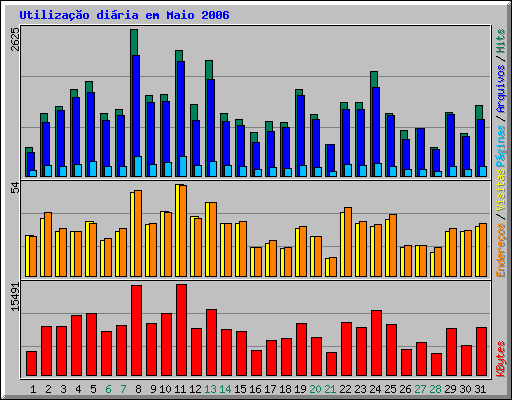 Utilização diária em Maio 2006
2625
54
15491
Hits / Arquivos / Páginas
visitas / Endereços
KBytes
1 2 3 4 5 6 7 8 9 10 11 12 13 14 15 16 17 18 19 20 21 22 23 24 25 26 27 28 29 30 31